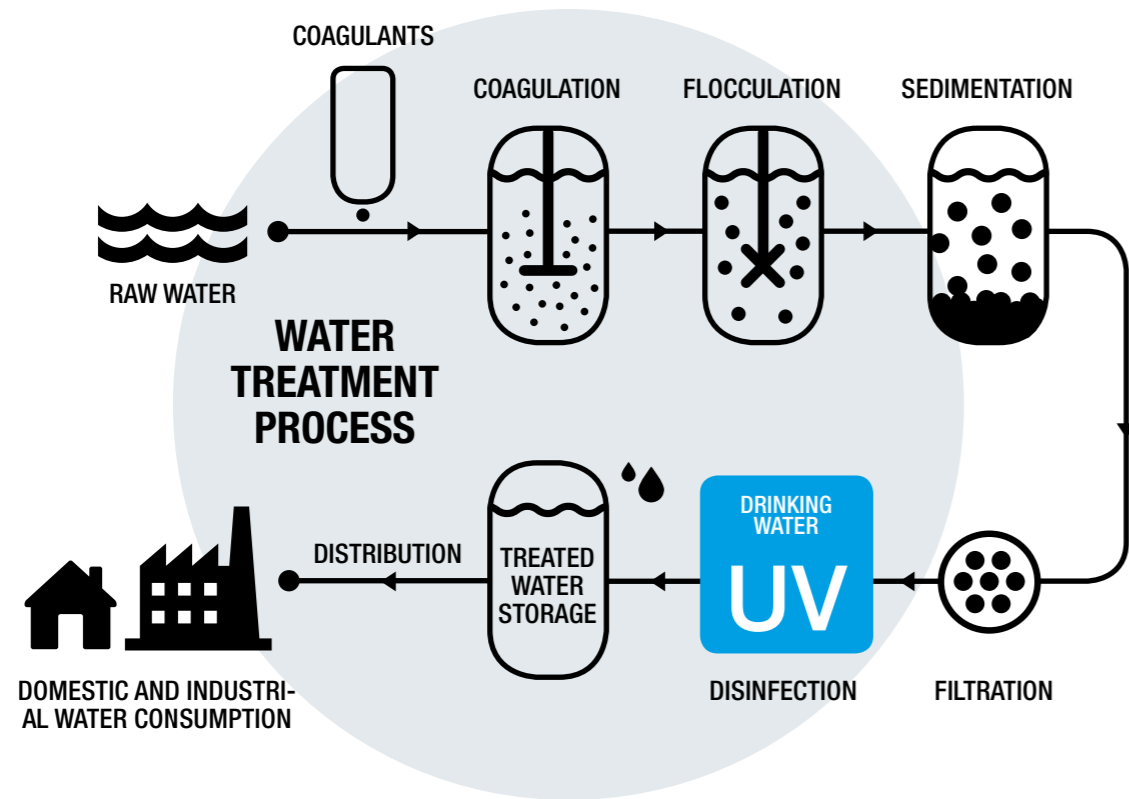 COAGULANTS
COAGULATION
FLOCCULATION
SEDIMENTATION
RAW WATER
WATER
TREATMENT
PROCESS
DRINKING
WATER
UV
TREATED
WATER
STORAGE
DISTRIBUTION
DOMESTIC AND INDUSTRI-
AL WATER CONSUMPTION
DISINFECTION
FILTRATION